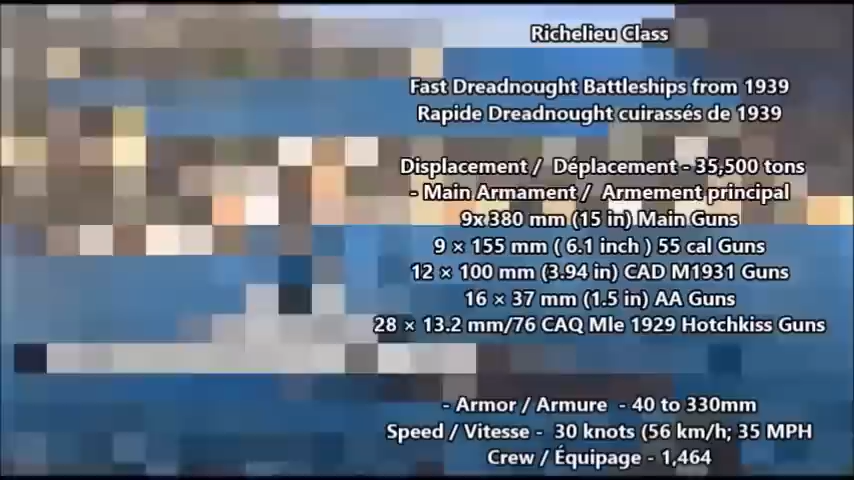 Richelieu Class
Fast Dreadnought Battleships from 1939
Rapide Dreadnought cuirassés de 1939
Displacement / Déplacement - 35,500 tons
- Main Armament / Armement principal
9x 380 mm (15 in) Main Guns
9 × 155 mm ( 6.1 inch ) 55 cal Guns
12 × 100 mm (3.94 in) CAD M1931 Guns
16 × 37 mm (1.5 in) AA Guns
28 × 13.2 mm/76 CAQ Mle 1929 Hotchkiss Guns
- Armor / Armure - 40 to 330mm
Speed / Vitesse - 30 knots (56 km/h; 35 MPH
Crew / Équipage - 1,464